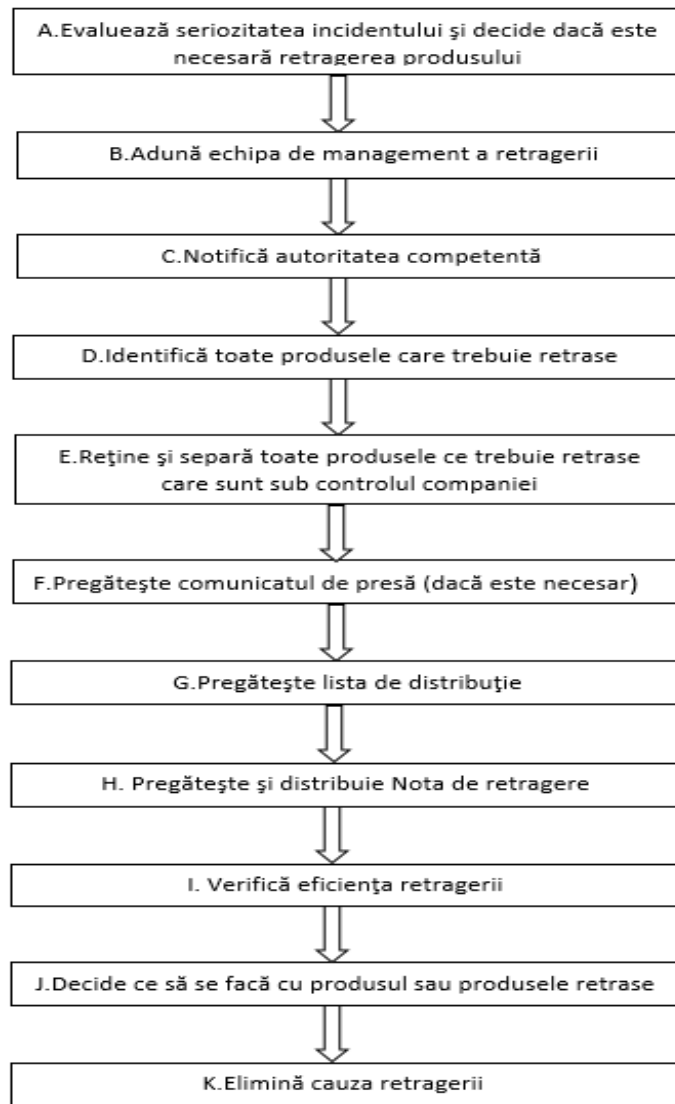 A.Evaluează seriozitatea incidentului şi decide dacă este
necesară retragerea produsului
B.Adună echipa de management a retragerii
C.Notifică autoritatea competentă
D.Identifică toate produsele care trebuie retrase
E.Reţine şi separă toate produsele ce trebuie retrase
care sunt sub controlul companiei
F.Pregăteşte comunicatul de presă (dacă este necesar)
G.Pregăteşte lista de distribuţie
H. Pregăteşte şi distribuie Nota de retragere
I. Verifică eficienţa retragerii
J.Decide ce să se facă cu produsul sau produsele retrase
K.Elimină cauza retragerii